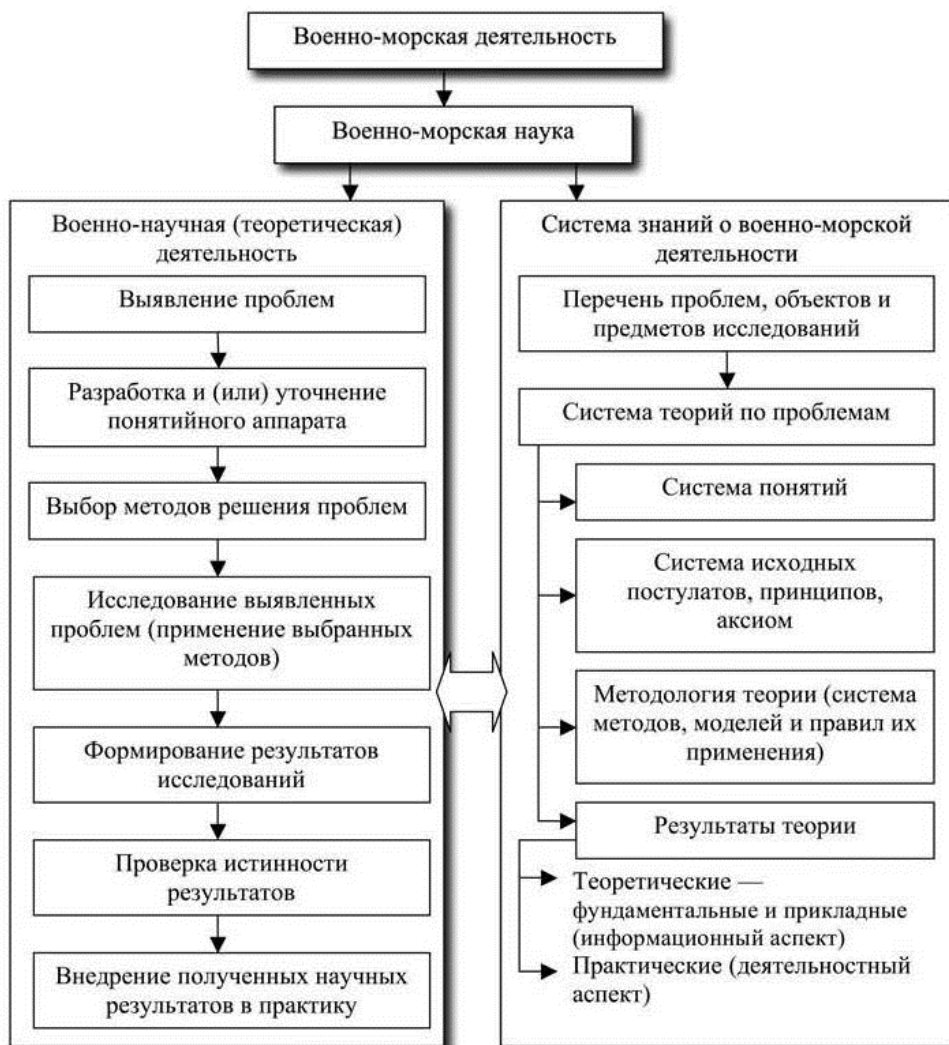 Военно-морская деятельность
Военно-морская наука
Военно-научная (теоретическая)
деятельность
Выявление проблем
Разработка и (или) уточнение
понятийного аппарата
Выбор методов решения проблем
Исследование выявленных
проблем (применение выбранных
методов)
Формирование результатов
исследований
Проверка истинности
результатов
Внедрение полученных научных
результатов в практику
Система знаний о военно-морской
деятельности
Перечень проблем, объектов и
предметов исследований
Система теорий по проблемам
Система понятий
Система исходных
постулатов, принципов,
аксиом
Методология теории (система
методов, моделей и правил их
применения)
Результаты теории
Теоретические —
фундаментальные и прикладные
(информационный аспект)
Практические (деятельностный
аспект)